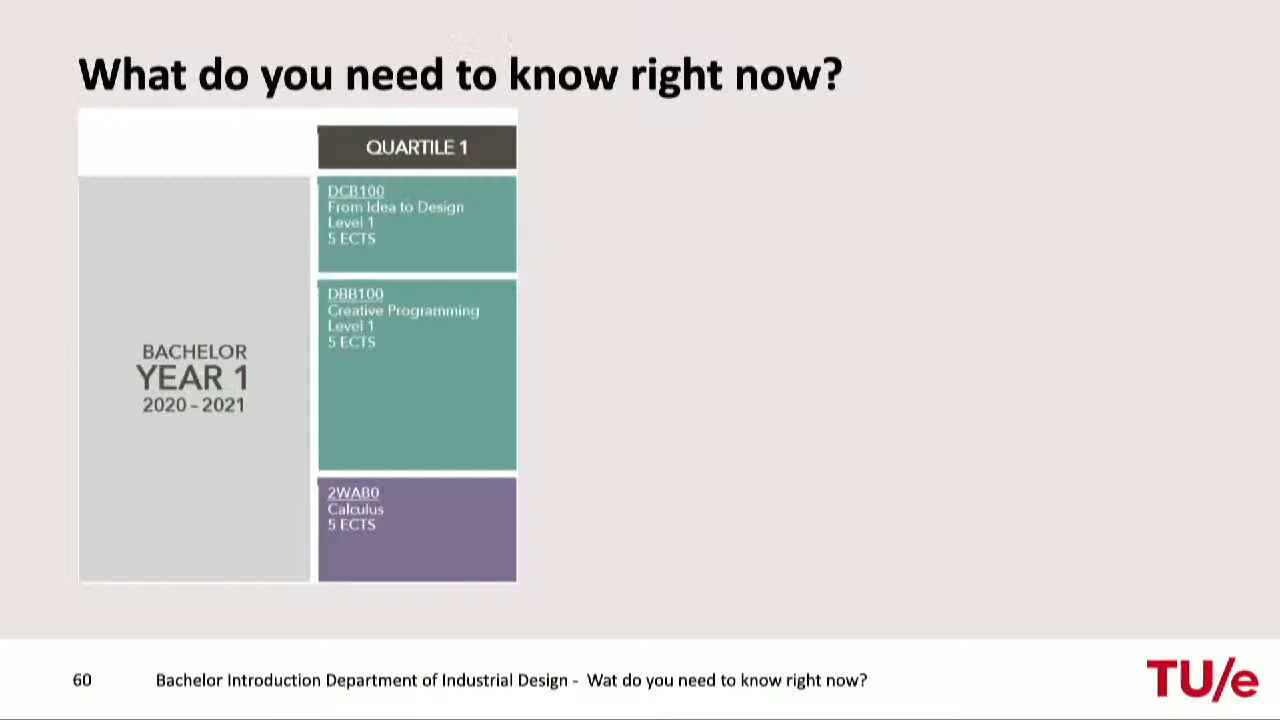 What do you need to know right now?
QUARTILE 1
DCB100
From Idea to Design
Level 1
5 ECTS
DBB100
Creative Programming
Level 1
5 ECTS
BACHELOR
YEAR 1
2020 – 2021
2WAB0
Calculus
5 ECTS
60 Bachelor Introduction Department of Industrial Design - Wat do you need to know right now?
TU/e